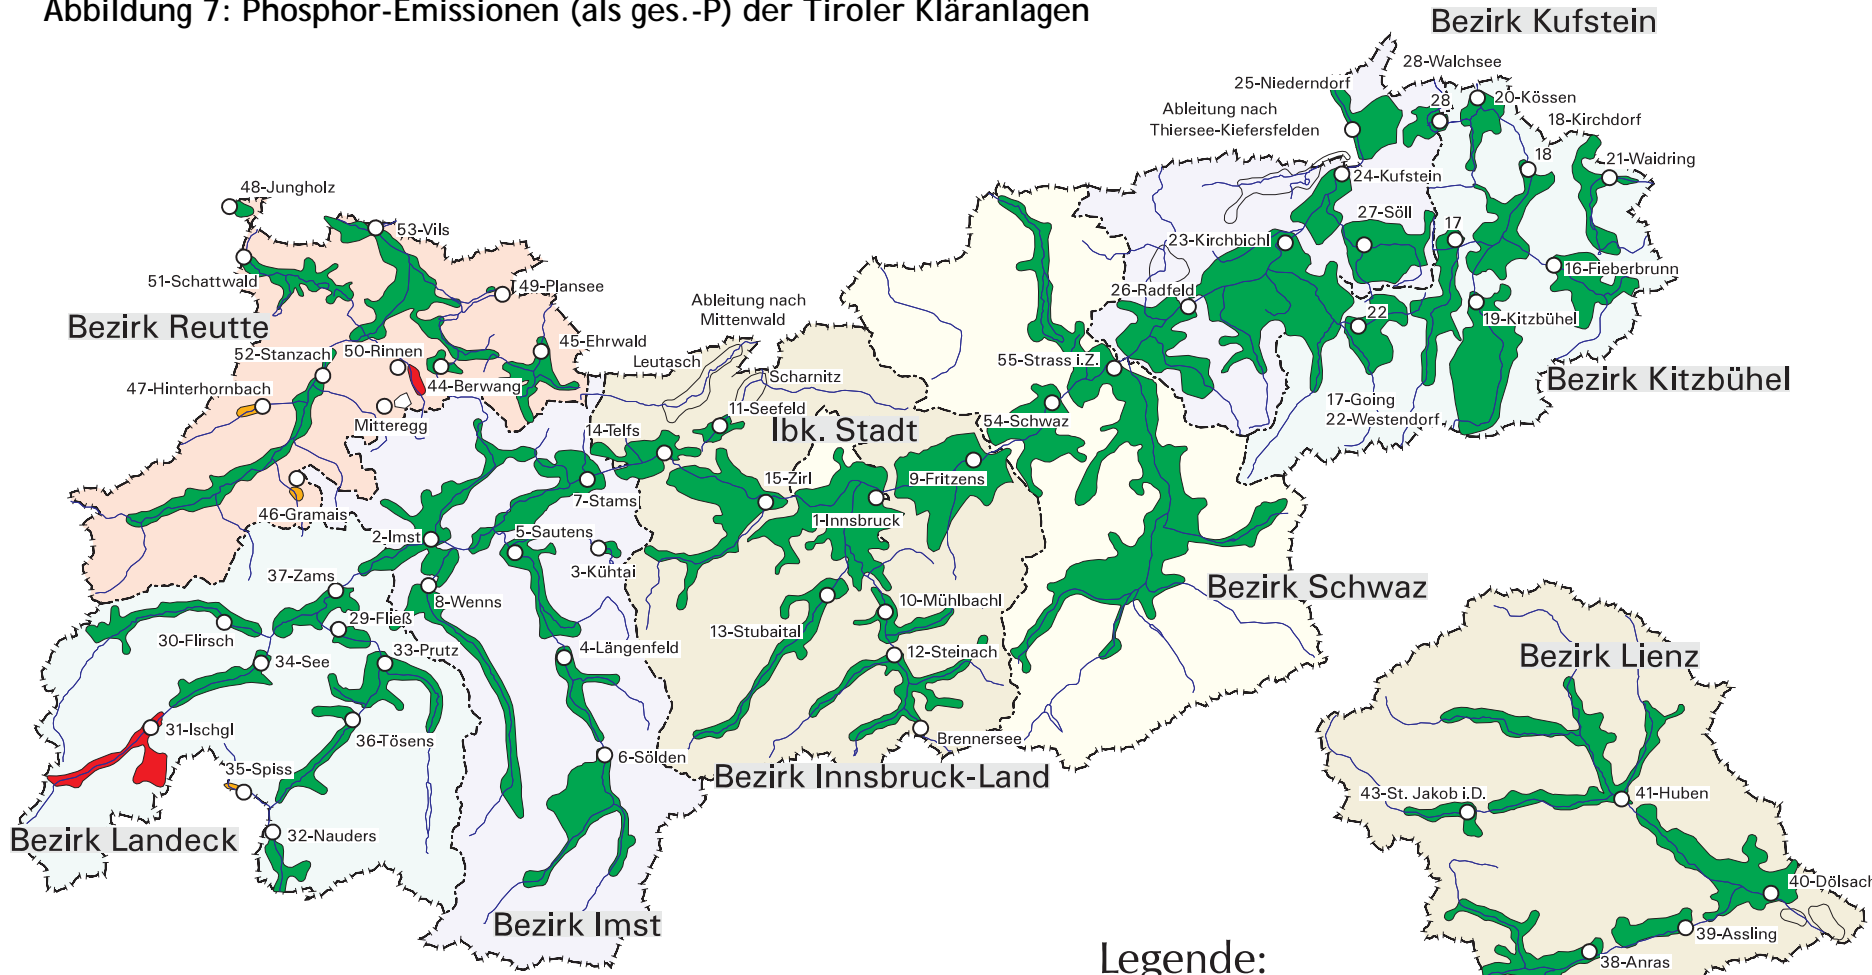 Abbildung 7: Phosphor-Emissionen (als ges.-P) der Tiroler Kläranlagen
Bezirk Kufstein
28-Walchsee
25-Niederndorf
28
20-Kössen
Ableitung nach
Thiersee-Kiefersfelden
18-Kirchdorf
18
21-Waidring
24-Kufstein
48-Jungholz
27-Söll
53-Vils
17
23-Kirchbichl
16-Fieberbrunn
51-Schattwald
49-Plansee
26-Radfeld
Ableitung nach
Mittenwald
22
19-Kitzbühel
Bezirk Reutte
45-Ehrwald
52-Stanzach
50-Rinnen
Leutasch
55-Strass i.Z.
Scharnitz
Bezirk Kitzbühel
47-Hinterhornbach
44-Berwang
11-Seefeld
17-Going
22-Westendorf
Mitteregg
14-Telfs
Ibk. Stadt
54-Schwaz
15-Zirl
9-Fritzens
7-Stams
46-Gramais
1-Innsbruck
2-Imst
5-Sautens
3-Kühtai
37-Zams
Bezirk Schwaz
8-Wenns
10-Mühlbachl
29-Fließ
30-Flirsch
13-Stubaital
33-Prutz
4-Längenfeld
12-Steinach
34-See
Bezirk Lienz
31-Ischgl
36-Tösens
Brennersee
6-Sölden
35-Spiss
Bezirk Innsbruck-Land
43-St. Jakob i.D.
41-Huben
Bezirk Landeck
32-Nauders
40-Dölsach
Bezirk Imst
39-Assling
Legende:
38-Anras